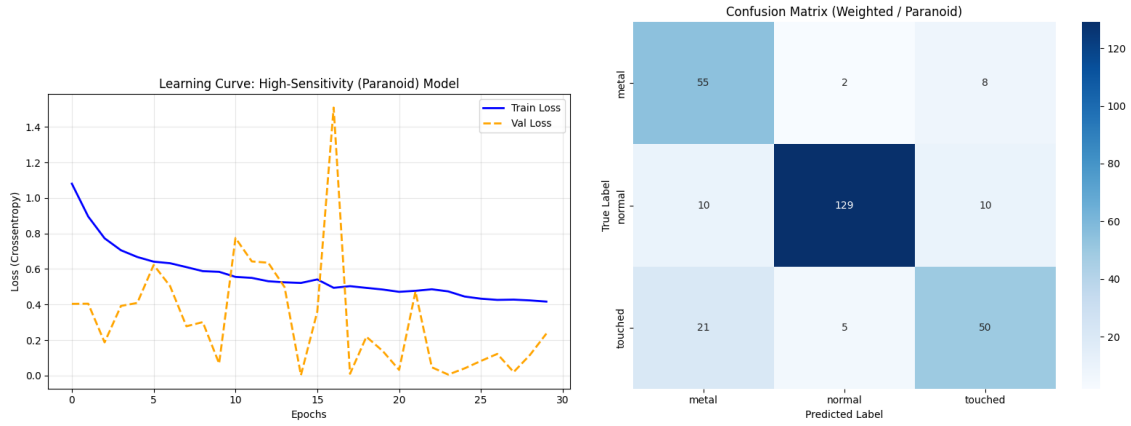 Learning Curve: High-Sensitivity (Paranoid) Model
Train Loss
Val Loss
Loss (Crossentropy)
1.4
1.2
1.0
0.8
0.6
0.4
0.2
0.0
0 5 10 15 20 25 30
Epochs
Confusion Matrix (Weighted / Paranoid)
True Label
metal
55 2 8
normal
10 129 10
touched
21 5 50
metal normal touched
Predicted Label
120
100
80
60
40
20